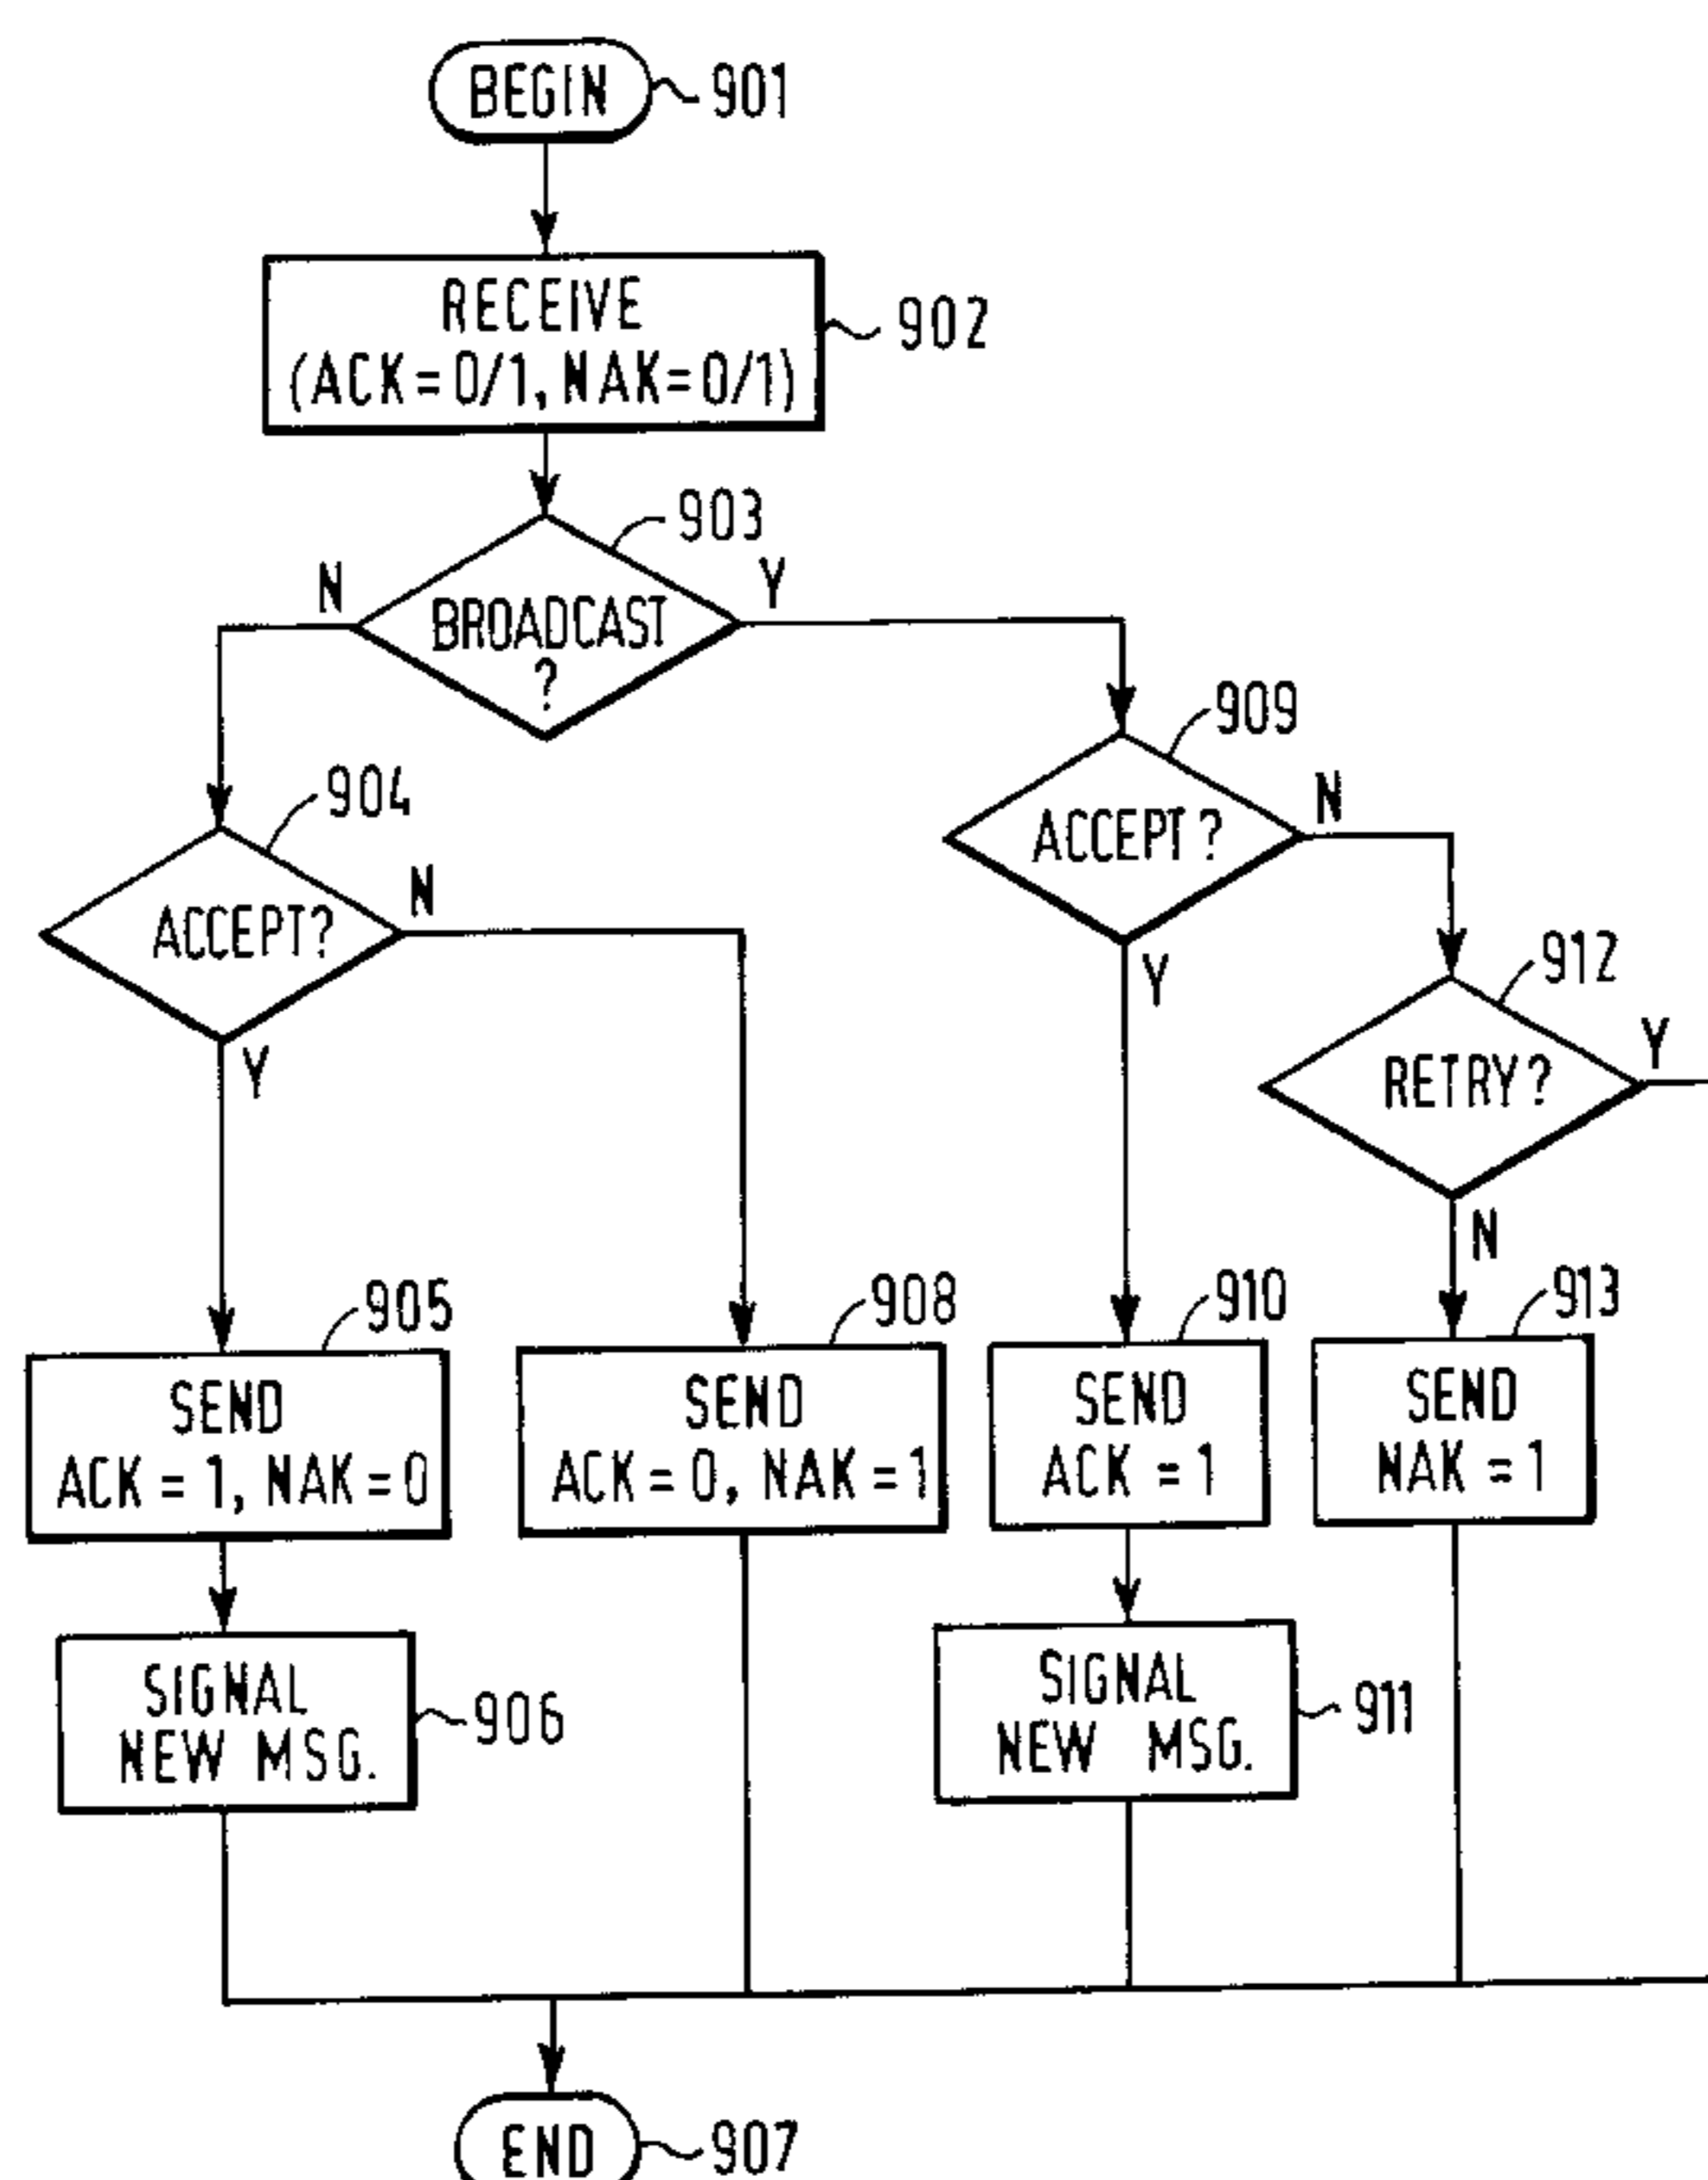 BEGIN
901
RECEIVE
(ACK = 0/1, NAK = 0/1)
902
903
N
Y
BROADCAST
?
909
904
ACCEPT?
N
ACCEPT?
N
Y
912
Y
RETRY?
Y
N
905
908
910
913
SEND
ACK = 1, NAK = 0
SEND
ACK = 0, NAK = 1
SEND
ACK = 1
SEND
NAK = 1
SIGNAL
NEW MSG.
906
SIGNAL
NEW MSG.
911
END
907